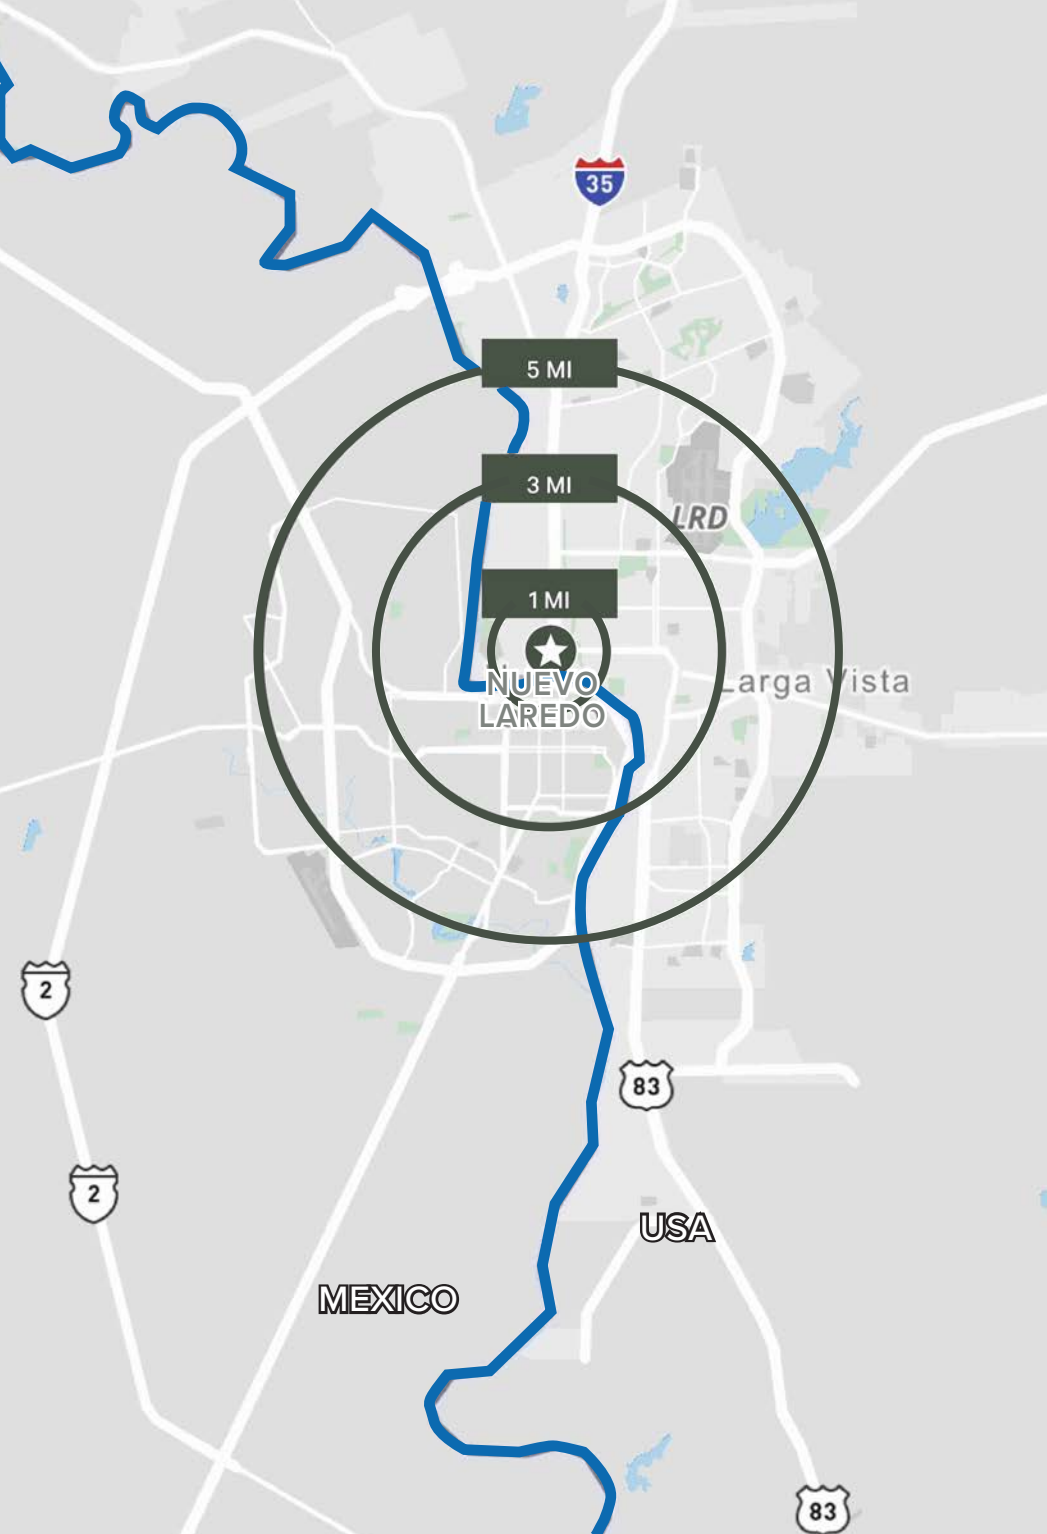 35
5 MI
3 MI
LRD
1 MI
NUEVO
LAREDO
Larga Vista
2
83
2
USA
MEXICO
83